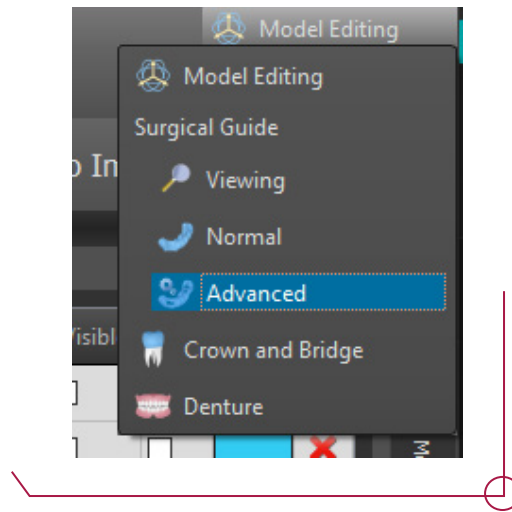 Model Editing
Model Editing
Surgical Guide
Viewing
Normal
Advanced
Crown and Bridge
Denture